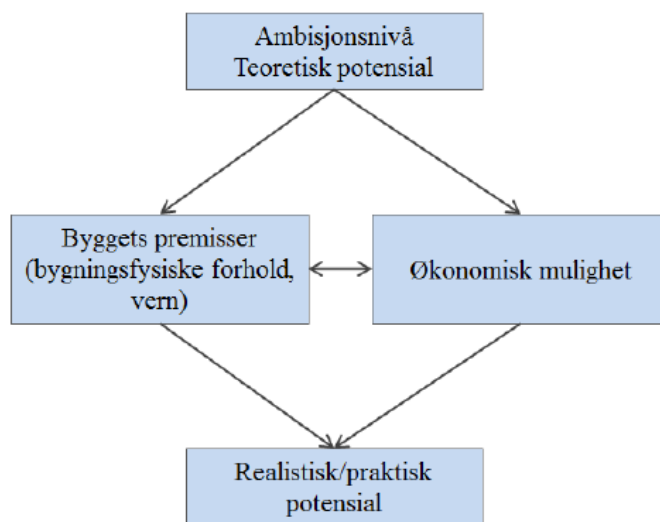 Ambisjonsnivå
Teoretisk potensial
Byggets premisser
(bygningsfysiske forhold,
vern)
Økonomisk mulighet
Realistisk/praktisk
potensial